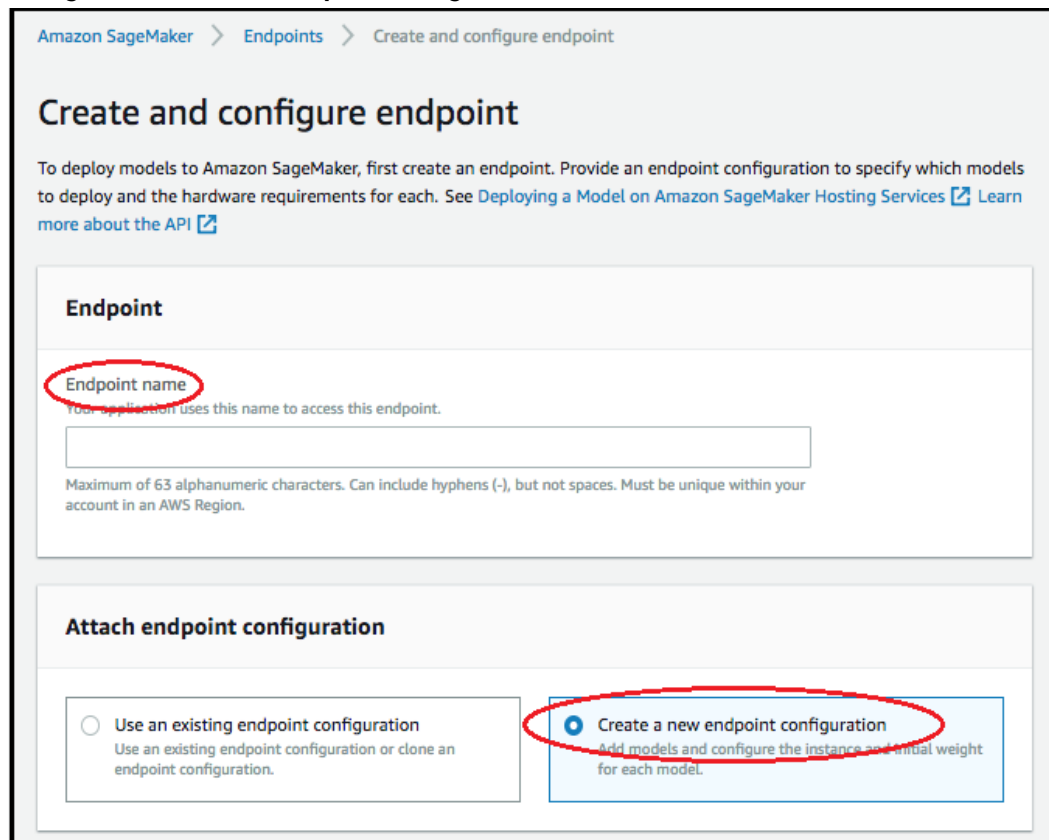 Amazon SageMaker > Endpoints > Create and configure endpoint
Create and configure endpoint
To deploy models to Amazon SageMaker, first create an endpoint. Provide an endpoint configuration to specify which models
to deploy and the hardware requirements for each. See Deploying a Model on Amazon SageMaker Hosting Services Learn
more about the API
Endpoint
Endpoint name
Your application uses this name to access this endpoint.
Maximum of 63 alphanumeric characters. Can include hyphens (-), but not spaces. Must be unique within your
account in an AWS Region.
Attach endpoint configuration
Use an existing endpoint configuration
Use an existing endpoint configuration or clone an
endpoint configuration.
Create a new endpoint configuration
Add models and configure the instance and initial weight
for each model.